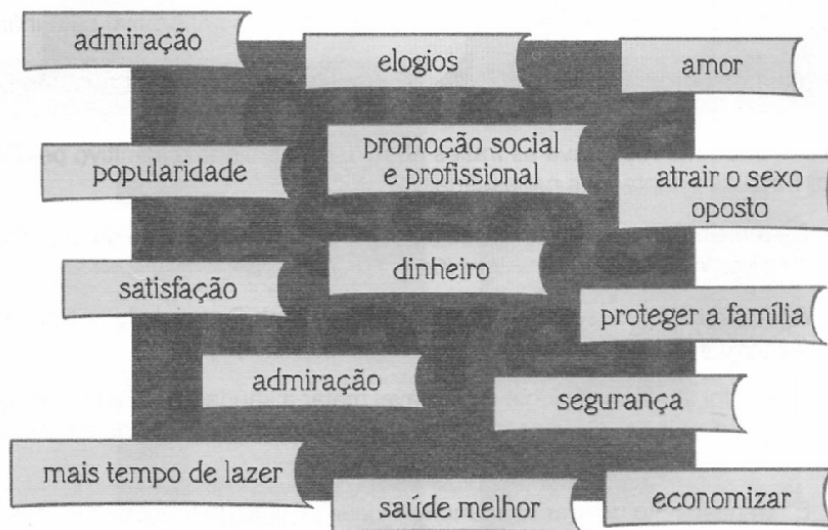 admiração
elogios
amor
popularidade
promoção social
e profissional
atrair o sexo
oposto
satisfação
dinheiro
proteger a família
admiração
segurança
mais tempo de lazer
saúde melhor
economizar